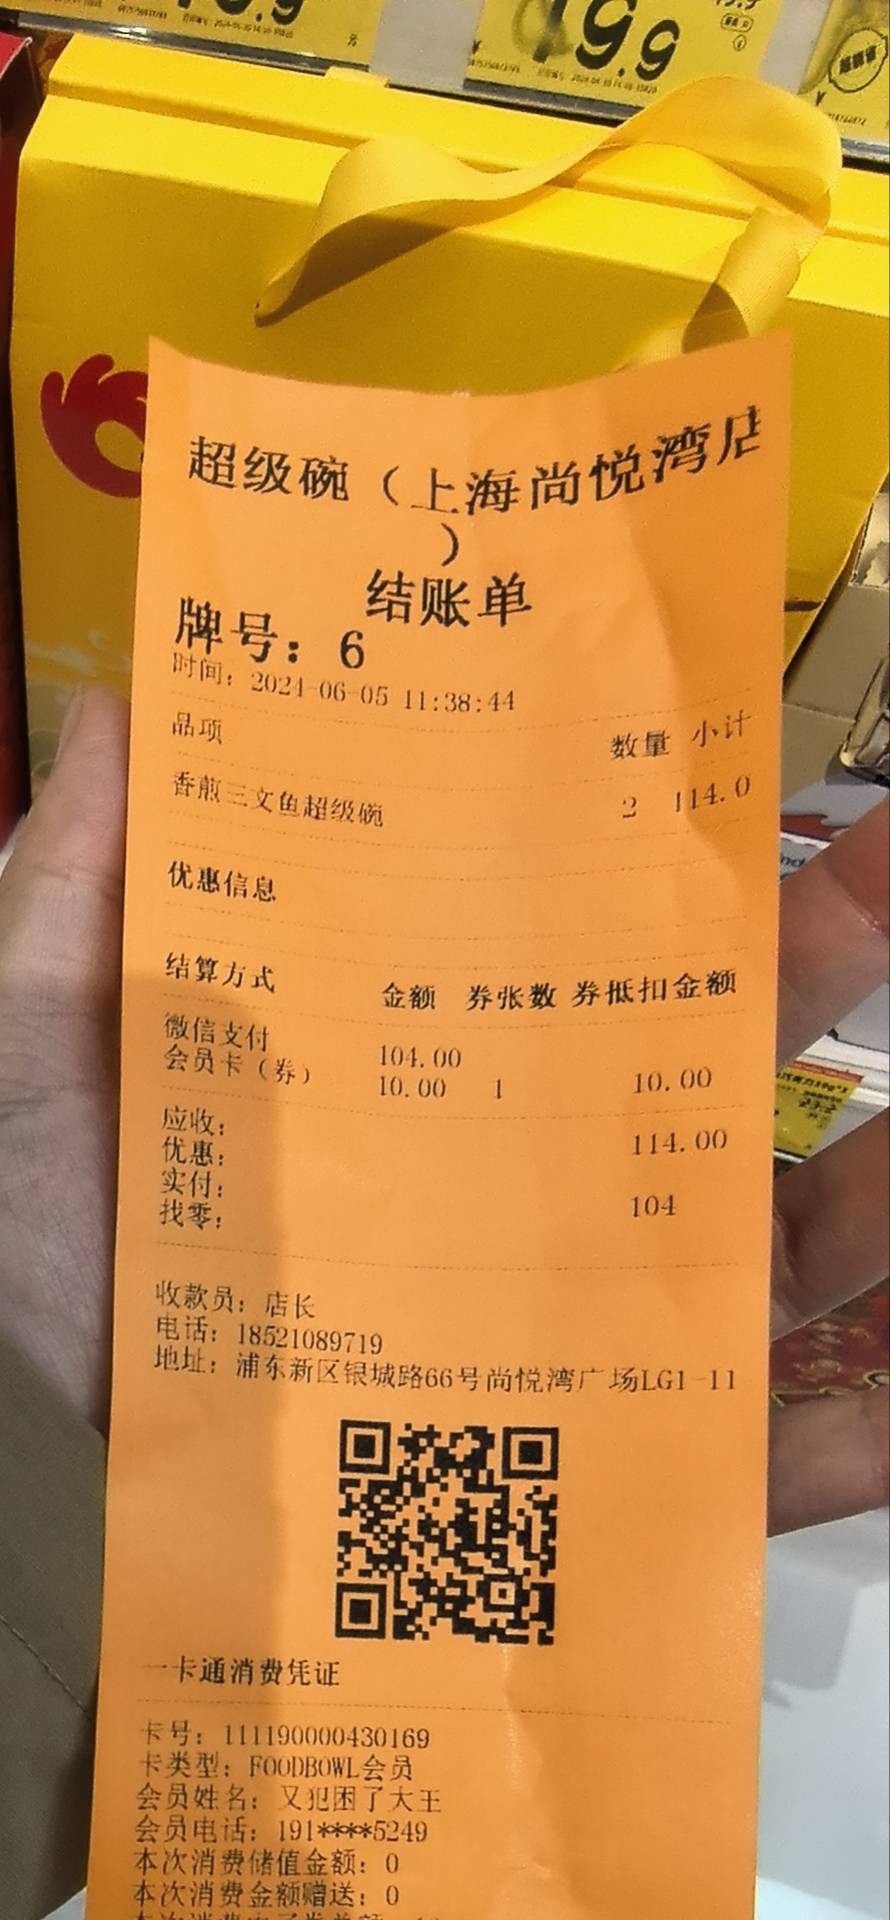 19.9
超级碗（上海尚悦湾店
）
结账单
牌号：6
时间：2024-06-05 11:38:44
品项 数量 小计
香煎三文鱼超级碗 2 114.0
优惠信息
结算方式 金额 券张数 券抵扣金额
微信支付 104.00
会员卡（券） 10.00 1 10.00
应收： 114.00
优惠：
实付： 104
找零：
收款员：店长
电话：18521089719
地址：浦东新区银城路66号尚悦湾广场LG1-11
一卡通消费凭证
卡号：111190000430169
卡类型：FOODBOWL会员
会员姓名：又犯困了大王
会员电话：191****5249
本次消费储值金额：0
本次消费金额赠送：0